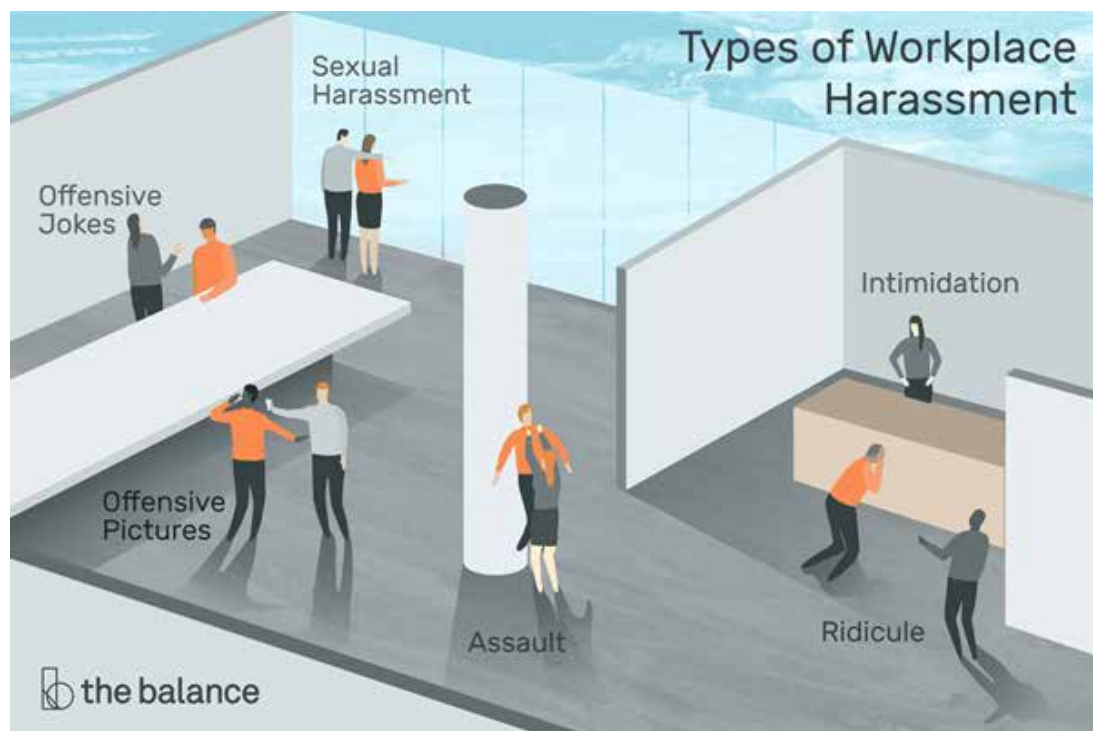 Types of Workplace
Harassment
Sexual
Harassment
Offensive
Jokes
Intimidation
Offensive
Pictures
Assault
Ridicule
the balance